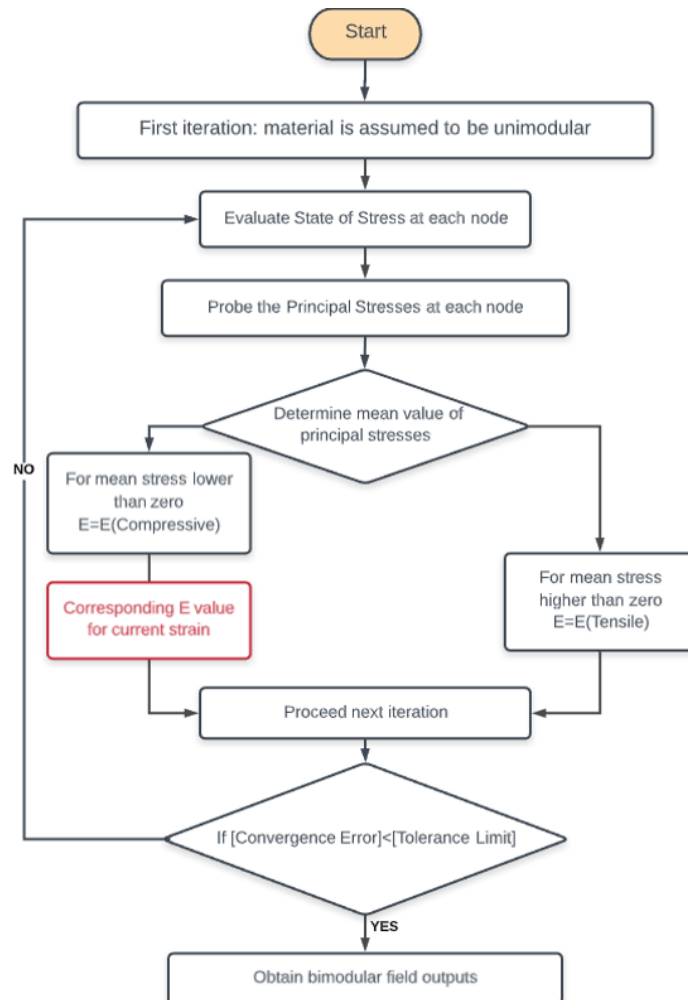 Start
First iteration: material is assumed to be unimodular
Evaluate State of Stress at each node
Probe the Principal Stresses at each node
Determine mean value of
principal stresses
NO
For mean stress lower
than zero
E=E(Compressive)
For mean stress
higher than zero
E=E(Tensile)
Corresponding E value
for current strain
Proceed next iteration
If [Convergence Error]<[Tolerance Limit]
YES
Obtain bimodular field outputs